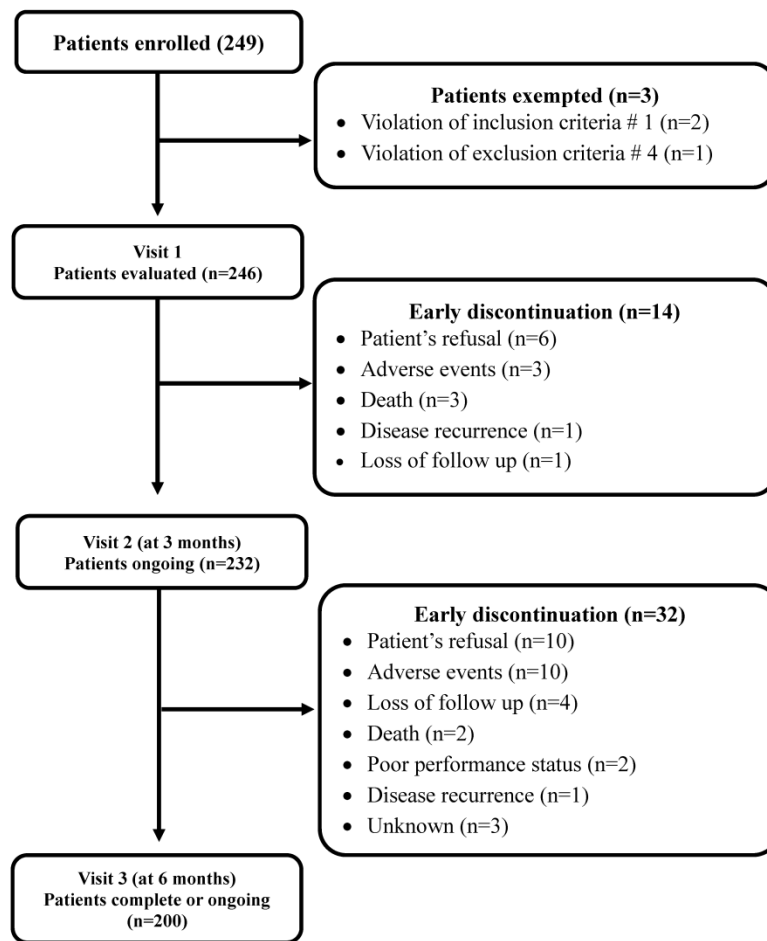 Patients enrolled (249)
Patients exempted (n=3)
• Violation of inclusion criteria # 1 (n=2)
• Violation of exclusion criteria # 4 (n=1)
Visit 1
Patients evaluated (n=246)
Early discontinuation (n=14)
• Patient’s refusal (n=6)
• Adverse events (n=3)
• Death (n=3)
• Disease recurrence (n=1)
• Loss of follow up (n=1)
Visit 2 (at 3 months)
Patients ongoing (n=232)
Early discontinuation (n=32)
• Patient’s refusal (n=10)
• Adverse events (n=10)
• Loss of follow up (n=4)
• Death (n=2)
• Poor performance status (n=2)
• Disease recurrence (n=1)
• Unknown (n=3)
Visit 3 (at 6 months)
Patients complete or ongoing
(n=200)